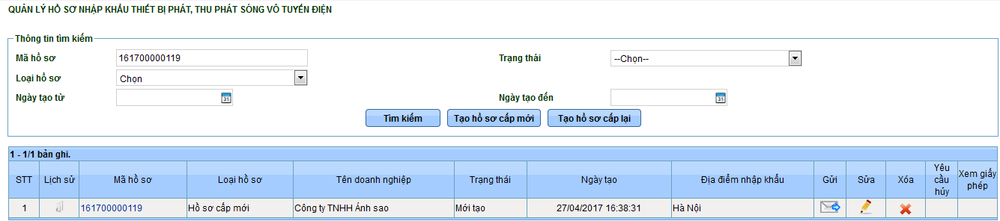 QUẢN LÝ HỒ SƠ NHẬP KHẨU THIẾT BỊ PHÁT, THU PHÁT SÓNG VÔ TUYẾN ĐIỆN
Thông tin tìm kiếm
Mã hồ sơ 161700000119 Trạng thái --Chọn--
Loại hồ sơ Chọn
Ngày tạo từ 31 Ngày tạo đến 31
Tìm kiếm Tạo hồ sơ cấp mới Tạo hồ sơ cấp lại
1 - 1/1 bản ghi.
STT Lịch sử Mã hồ sơ Loại hồ sơ Tên doanh nghiệp Trạng thái Ngày tạo Địa điểm nhập khẩu Gửi Sửa Xóa Yêu cầu hủy Xem giấy phép
1 161700000119 Hồ sơ cấp mới Công ty TNHH Ánh sao Mới tạo 27/04/2017 16:38:31 Hà Nội